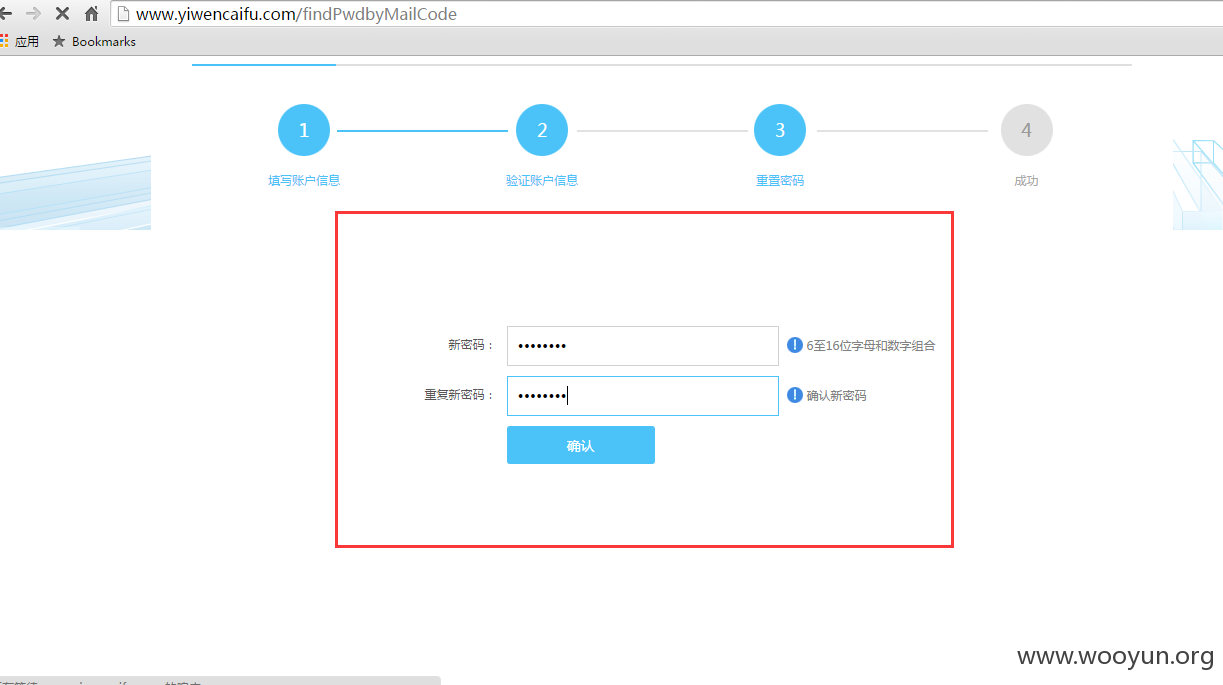 www.yiwencaifu.com/findPwdbyMailCode
应用 Bookmarks
1 2 3 4
填写账户信息 验证账户信息 重置密码 成功
新密码： •••••••• ! 6至16位字母和数字组合
重复新密码： •••••••• ! 确认新密码
确认
www.wooyun.org